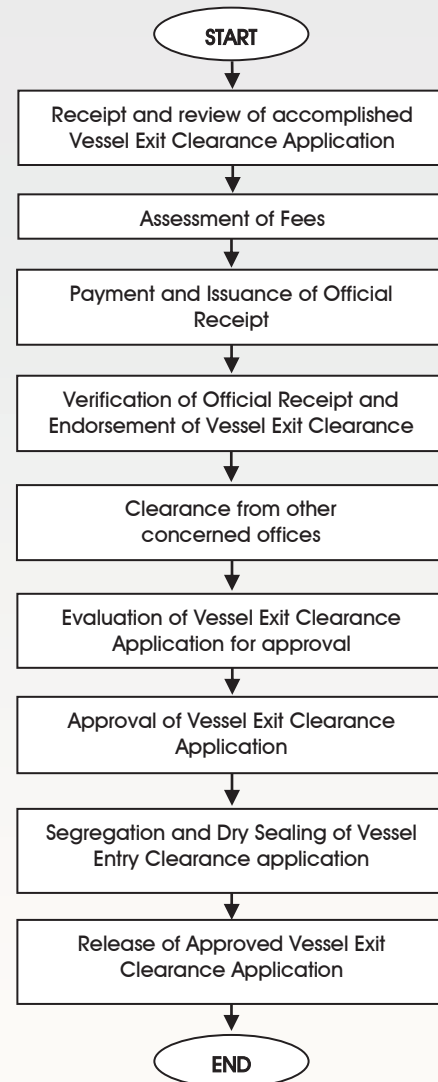 START
Receipt and review of accomplished
Vessel Exit Clearance Application
Assessment of Fees
Payment and Issuance of Official
Receipt
Verification of Official Receipt and
Endorsement of Vessel Exit Clearance
Clearance from other
concerned offices
Evaluation of Vessel Exit Clearance
Application for approval
Approval of Vessel Exit Clearance
Application
Segregation and Dry Sealing of Vessel
Entry Clearance application
Release of Approved Vessel Exit
Clearance Application
END